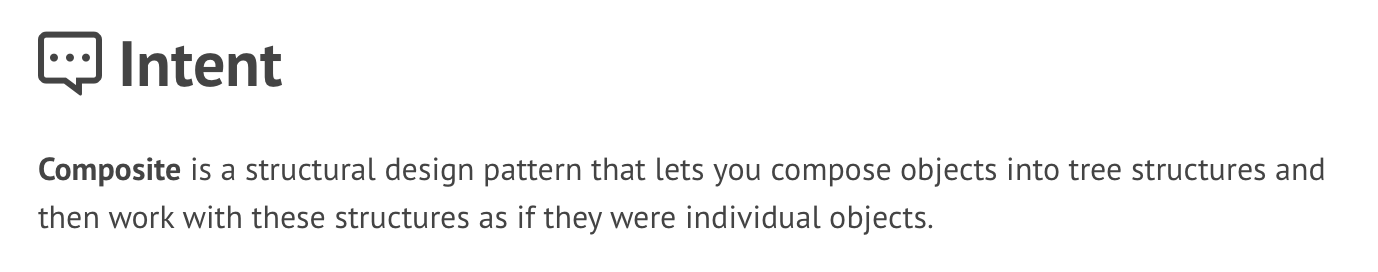 Intent
Composite is a structural design pattern that lets you compose objects into tree structures and
then work with these structures as if they were individual objects.